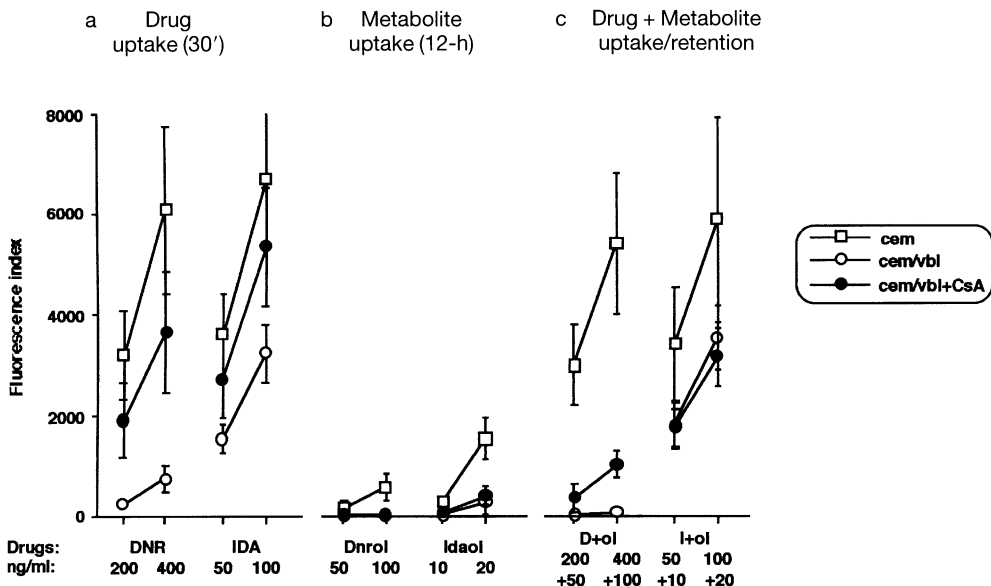 a Drug uptake (30′)
b Metabolite uptake (12-h)
c Drug + Metabolite uptake/retention
Fluorescence index
8000
6000
4000
2000
0
cem
cem/vbl
cem/vbl+CsA
Drugs: DNR IDA Dnrol Idaol D+ol I+ol
ng/ml: 200 400 50 100 50 100 10 20 200 400 50 100
+50 +100 +10 +20